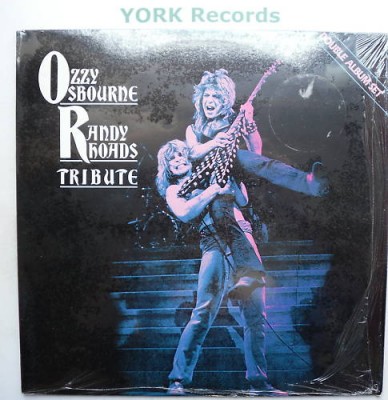 YORK Records
DOUBLE ALBUM SET
OZZY
OSBOURNE
RANDY
RHOADS
TRIBUTE